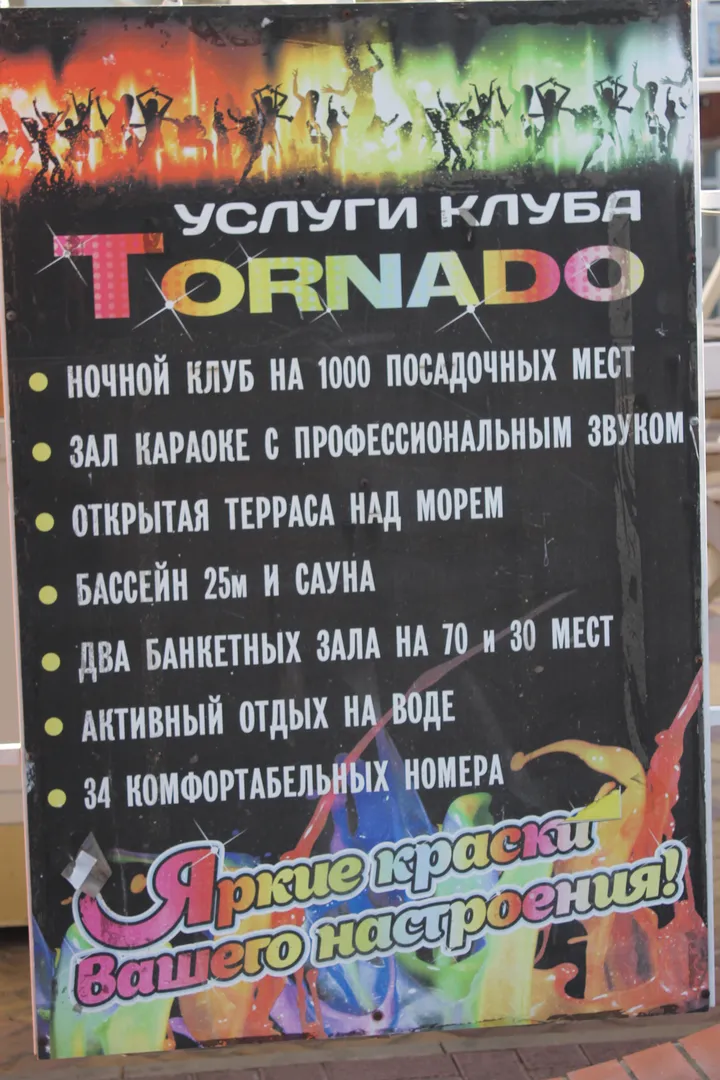 УСЛУГИ КЛУБА
TORNADO
НОЧНОЙ КЛУБ НА 1000 ПОСАДОЧНЫХ МЕСТ
ЗАЛ КАРАОКЕ С ПРОФЕССИОНАЛЬНЫМ ЗВУКОМ
ОТКРЫТАЯ ТЕРРАСА НАД МОРЕМ
БАССЕЙН 25м И САУНА
ДВА БАНКЕТНЫХ ЗАЛА НА 70 и 30 МЕСТ
АКТИВНЫЙ ОТДЫХ НА ВОДЕ
34 КОМФОРТАБЕЛЬНЫХ НОМЕРА
Яркие краски
вашего настроения!